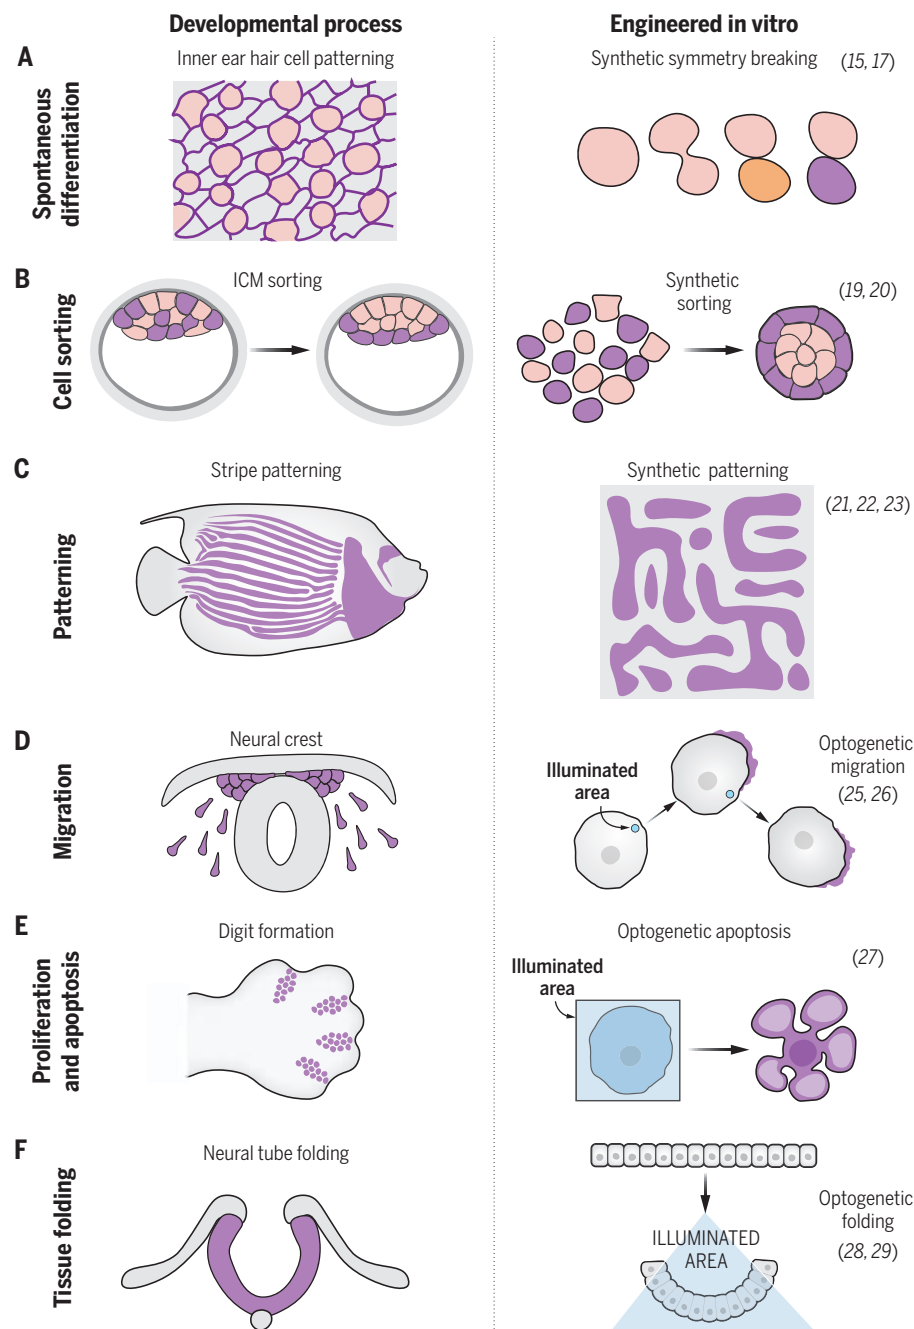 Developmental process
Engineered in vitro
A
Spontaneous
differentiation
Inner ear hair cell patterning
Synthetic symmetry breaking
(15, 17)
B
Cell sorting
ICM sorting
Synthetic
sorting
(19, 20)
C
Patterning
Stripe patterning
Synthetic patterning
(21, 22, 23)
D
Migration
Neural crest
Illuminated
area
Optogenetic
migration
(25, 26)
E
Proliferation
and apoptosis
Digit formation
Optogenetic apoptosis
(27)
Illuminated
area
F
Tissue folding
Neural tube folding
ILLUMINATED
AREA
Optogenetic
folding
(28, 29)